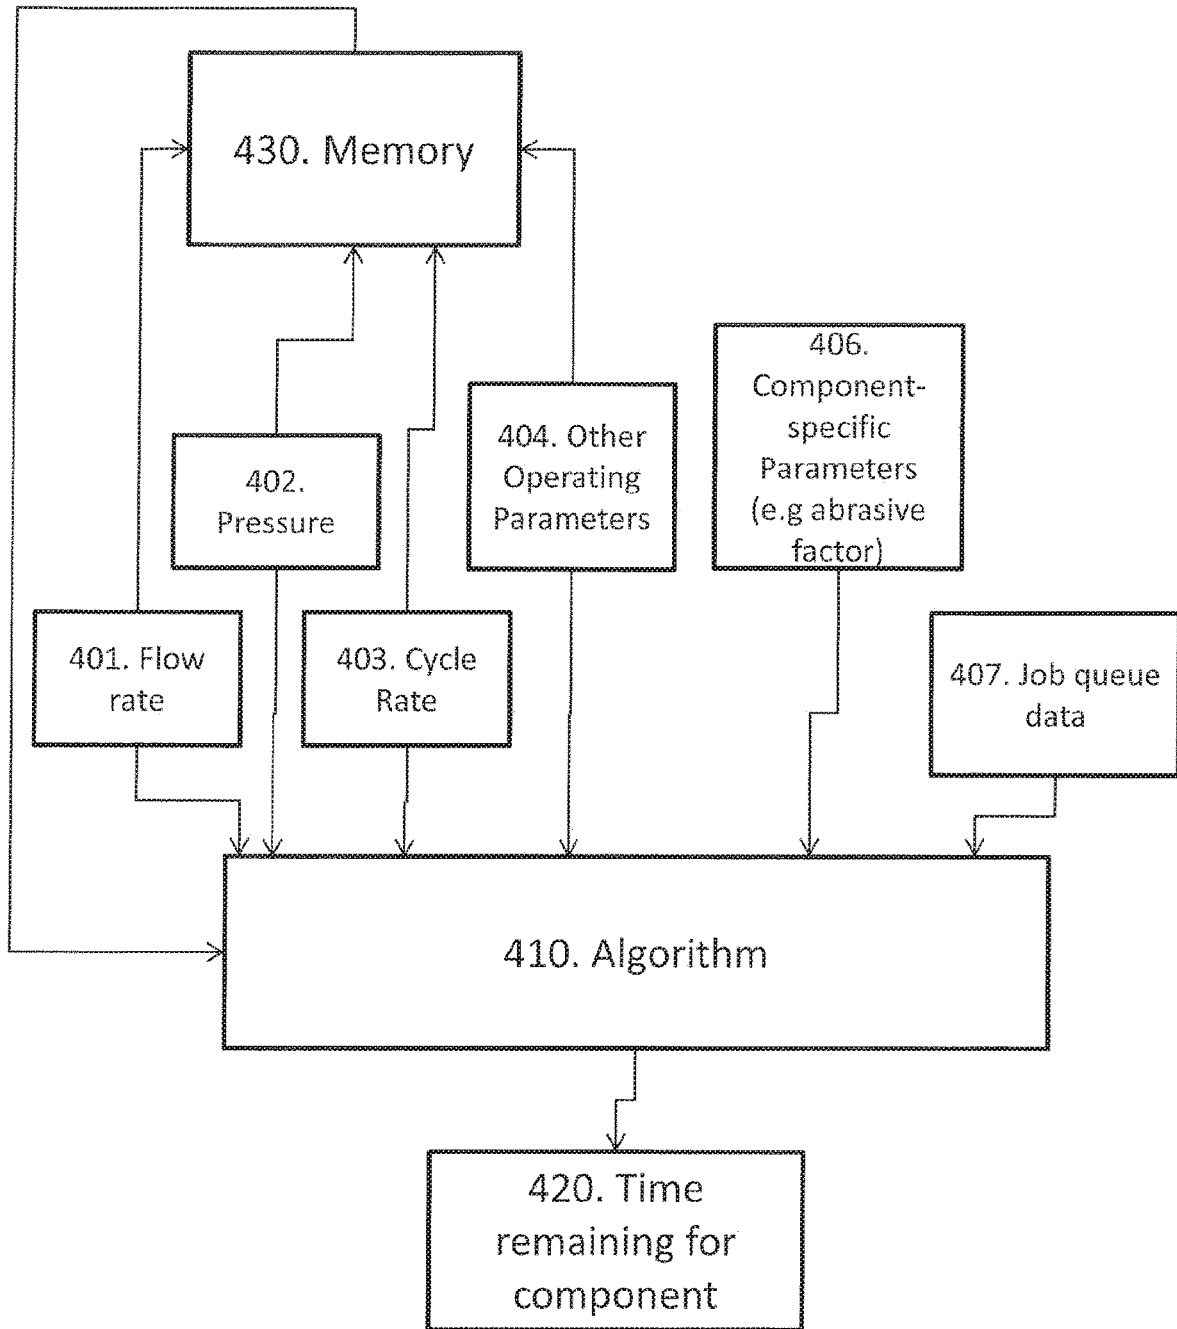 430. Memory
406.
Component-
specific
Parameters
(e.g abrasive
factor)
404. Other
Operating
Parameters
402.
Pressure
401. Flow
rate
403. Cycle
Rate
407. Job queue
data
410. Algorithm
420. Time
remaining for
component